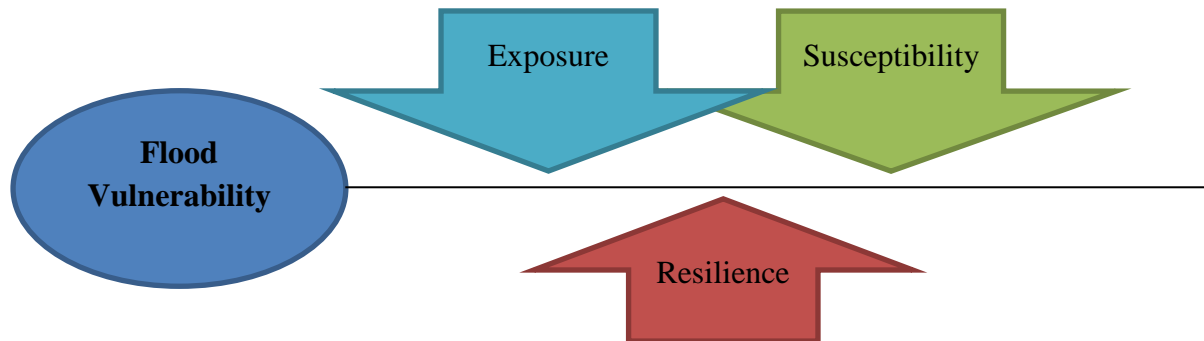 Exposure
Susceptibility
Flood
Vulnerability
Resilience